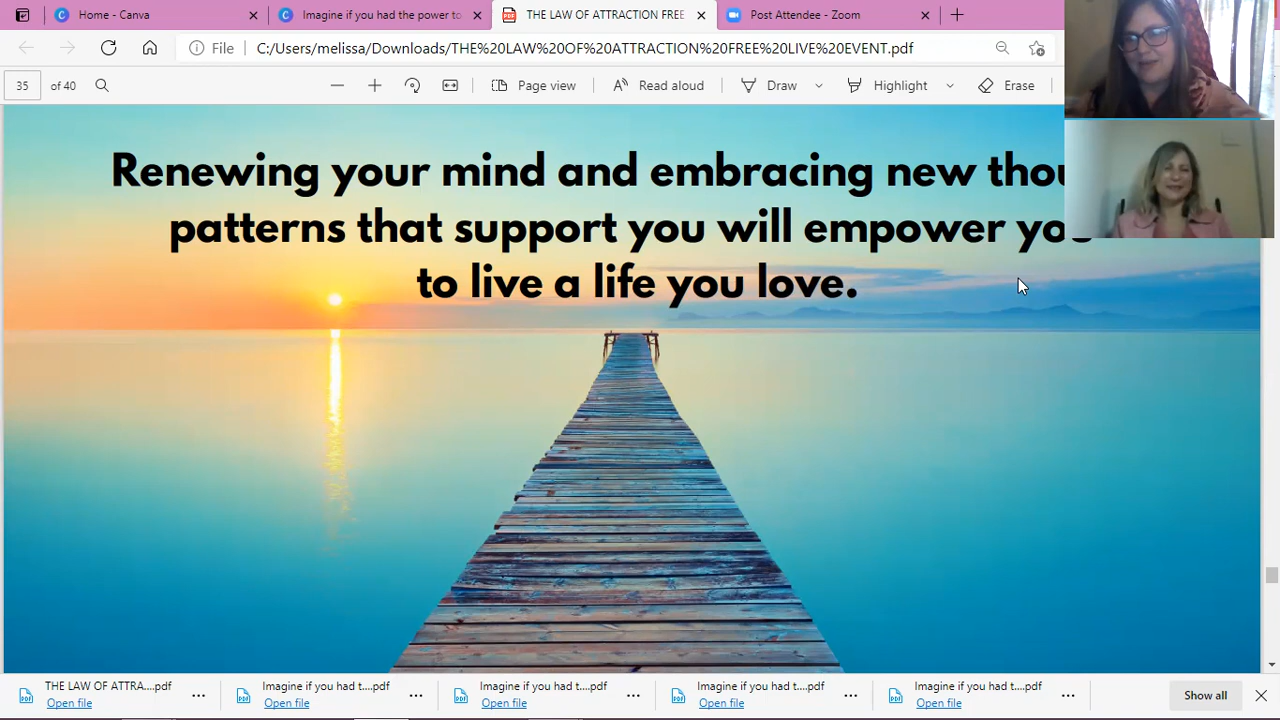 Home - Canva
Imagine if you had the power to
THE LAW OF ATTRACTION FREE
Post Attendee - Zoom
File
C:/Users/melissa/Downloads/THE%20LAW%20OF%20ATTRACTION%20FREE%20LIVE%20EVENT.pdf
35 of 40
Page view
Read aloud
Draw
Highlight
Erase
Renewing your mind and embracing new thou
patterns that support you will empower you
to live a life you love.
THE LAW OF ATTRA....pdf
Open file
Imagine if you had t....pdf
Open file
Imagine if you had t....pdf
Open file
Imagine if you had t....pdf
Open file
Imagine if you had t....pdf
Open file
Show all